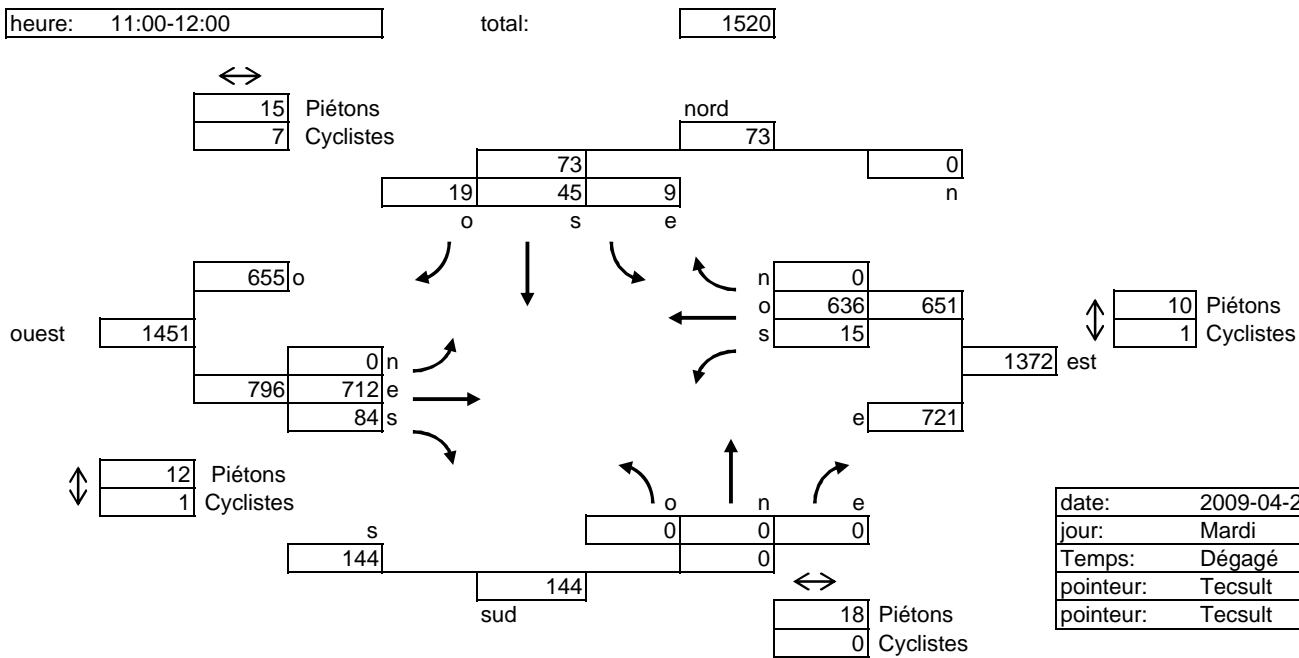 heure: 11:00-12:00 total: 1520
15 Piétons
7 Cyclistes
nord
73
73
0
19 45 9
n
o s e
655 o
n 0
o 636 651
s 15
10 Piétons
1 Cyclistes
ouest 1451
1372 est
0 n
796 712 e
84 s
e 721
12 Piétons
1 Cyclistes
o n e
0 0 0
0
s
144
144
sud
18 Piétons
0 Cyclistes
date: 2009-04-2
jour: Mardi
Temps: Dégagé
pointeur: Tecsult
pointeur: Tecsult